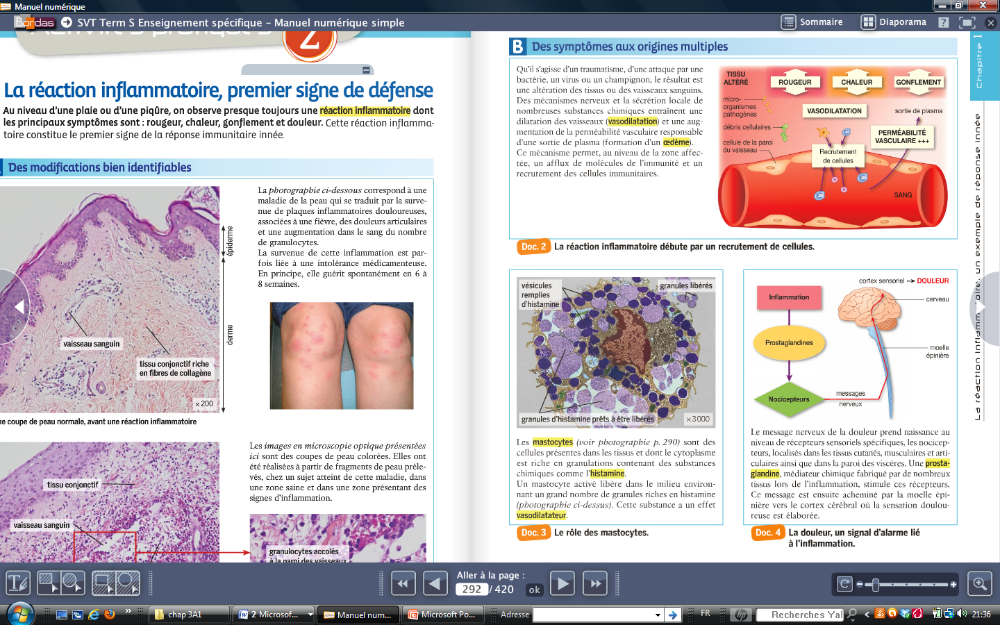 Manuel numérique
Bordas
SVT Term S Enseignement spécifique - Manuel numérique simple
Sommaire
Diaporama
?
2
La réaction inflammatoire, premier signe de défense
Au niveau d'une plaie ou d'une piqûre, on observe presque toujours une réaction inflammatoire dont
les principaux symptômes sont : rougeur, chaleur, gonflement et douleur. Cette réaction inflamma-
toire constitue le premier signe de la réponse immunitaire innée.
Des modifications bien identifiables
épiderme
derme
vaisseau sanguin
tissu conjonctif riche
en fibres de collagène
x 200
ne coupe de peau normale, avant une réaction inflammatoire
La photographie ci-dessous correspond à une
maladie de la peau qui se traduit par la surve-
nue de plaques inflammatoires douloureuses,
associées à une fièvre, des douleurs articulaires
et une augmentation dans le sang du nombre
de granulocytes.
La survenue de cette inflammation est par-
fois liée à une intolérance médicamenteuse.
En principe, elle guérit spontanément en 6 à
8 semaines.
tissu conjonctif
vaisseau sanguin
Les images en microscopie optique présentées
ici sont des coupes de peau colorées. Elles ont
été réalisées à partir de fragments de peau préle-
vés, chez un sujet atteint de cette maladie, dans
une zone saine et dans une zone présentant des
signes d'inflammation.
granulocytes accolés
à la paroi des vaisseaux
B Des symptômes aux origines multiples
Qu'il s'agisse d'un traumatisme, d'une attaque par une
bactérie, un virus ou un champignon, le résultat est
une altération des tissus ou des vaisseaux sanguins.
Des mécanismes nerveux et la sécrétion locale de
nombreuses substances chimiques entraînent une
dilatation des vaisseaux (vasodilatation) et une aug-
mentation de la perméabilité vasculaire responsable
d'une sortie de plasma (formation d'un œdème).
Ce mécanisme permet, au niveau de la zone affec-
tée, un afflux de molécules de l'immunité et un
recrutement des cellules immunitaires.
TISSU
ALTÉRÉ
ROUGEUR
CHALEUR
GONFLEMENT
micro-
organismes
pathogènes
VASODILATATION
sortie de plasma
débris cellulaires
PERMÉABILITÉ
VASCULAIRE +++
cellule de la paroi
du vaisseau
Recrutement
de cellules
SANG
Doc. 2 La réaction inflammatoire débute par un recrutement de cellules.
vésicules
remplies
d'histamine
granules libérés
granules d'histamine prêts à être libérés
x 3000
Les mastocytes (voir photographie p. 290) sont des
cellules présentes dans les tissus et dont le cytoplasme
est riche en granulations contenant des substances
chimiques comme l'histamine.
Un mastocyte activé libère dans le milieu environ-
nant un grand nombre de granules riches en histamine
(photographie ci-dessus). Cette substance a un effet
vasodilatateur.
Doc. 3 Le rôle des mastocytes.
cortex sensoriel → DOULEUR
Inflammation
cerveau
Prostaglandines
moelle
épinière
Nocicepteurs
messages
nerveux
Le message nerveux de la douleur prend naissance au
niveau de récepteurs sensoriels spécifiques, les nocicep-
teurs, localisés dans les tissus cutanés, musculaires et arti-
culaires ainsi que dans la paroi des viscères. Une prosta-
glandine, médiateur chimique fabriqué par de nombreux
tissus lors de l'inflammation, stimule ces récepteurs.
Ce message est ensuite acheminé par la moelle épi-
nière vers le cortex cérébral où la sensation doulou-
reuse est élaborée.
Doc. 4 La douleur, un signal d'alarme lié
à l'inflammation.
Chapitre 1
La réaction inflammatoire, un exemple de réponse innée
Aller à la page :
292 / 420 ok
chap 3A1
2 Microsof...
Manuel num...
Microsoft Po...
Adresse
FR
hp
Recherches Ya
21:36